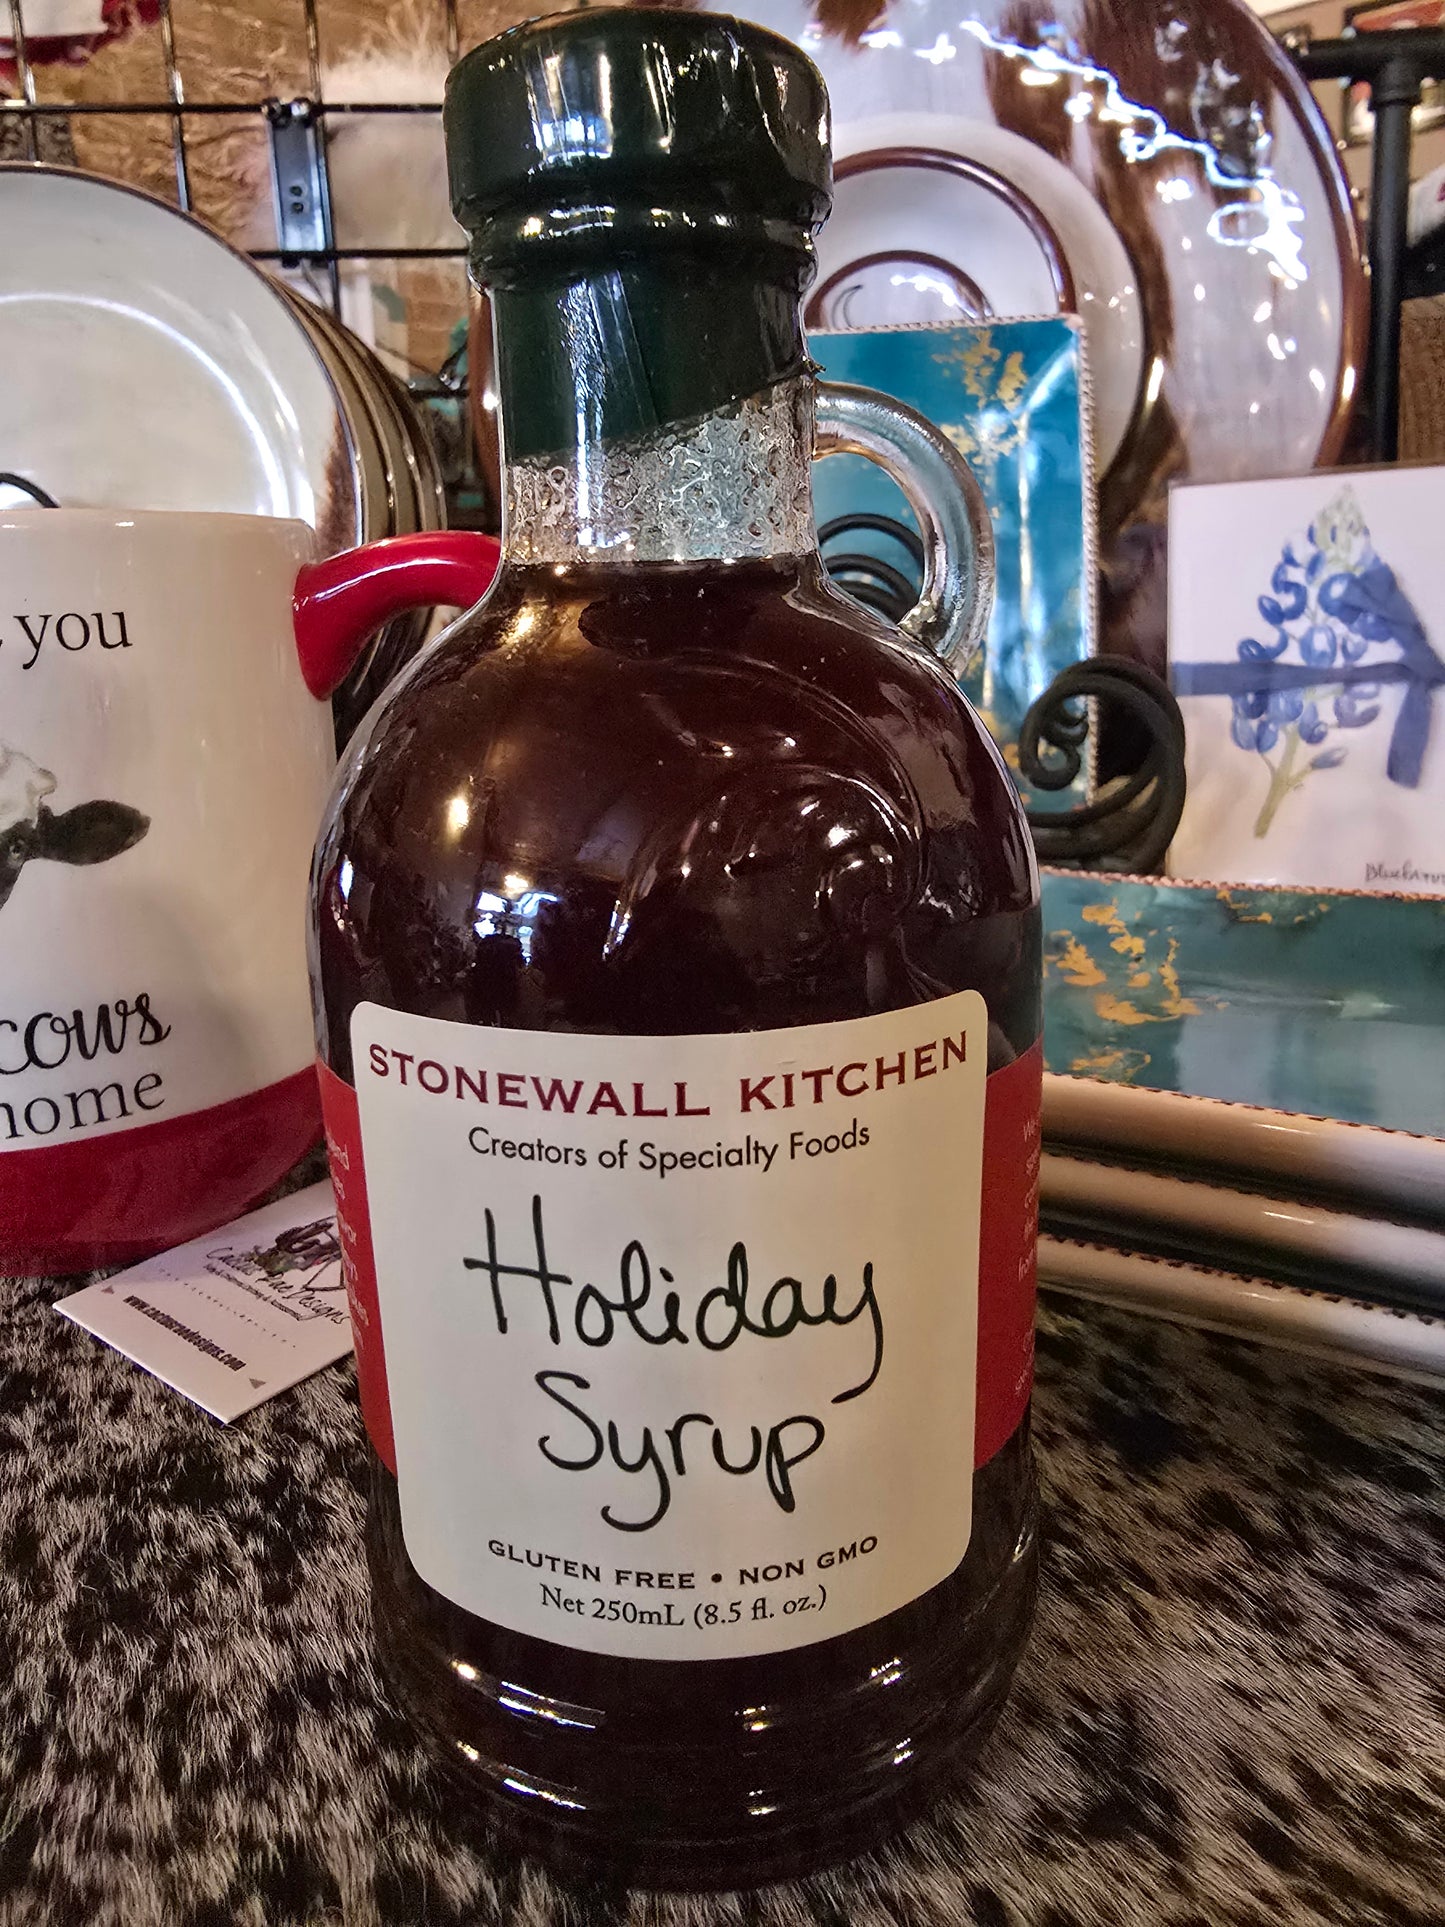 you
cows
home
STONEWALL KITCHEN
Creators of Specialty Foods
Holiday
Syrup
GLUTEN FREE • NON GMO
Net 250mL (8.5 fl. oz.)